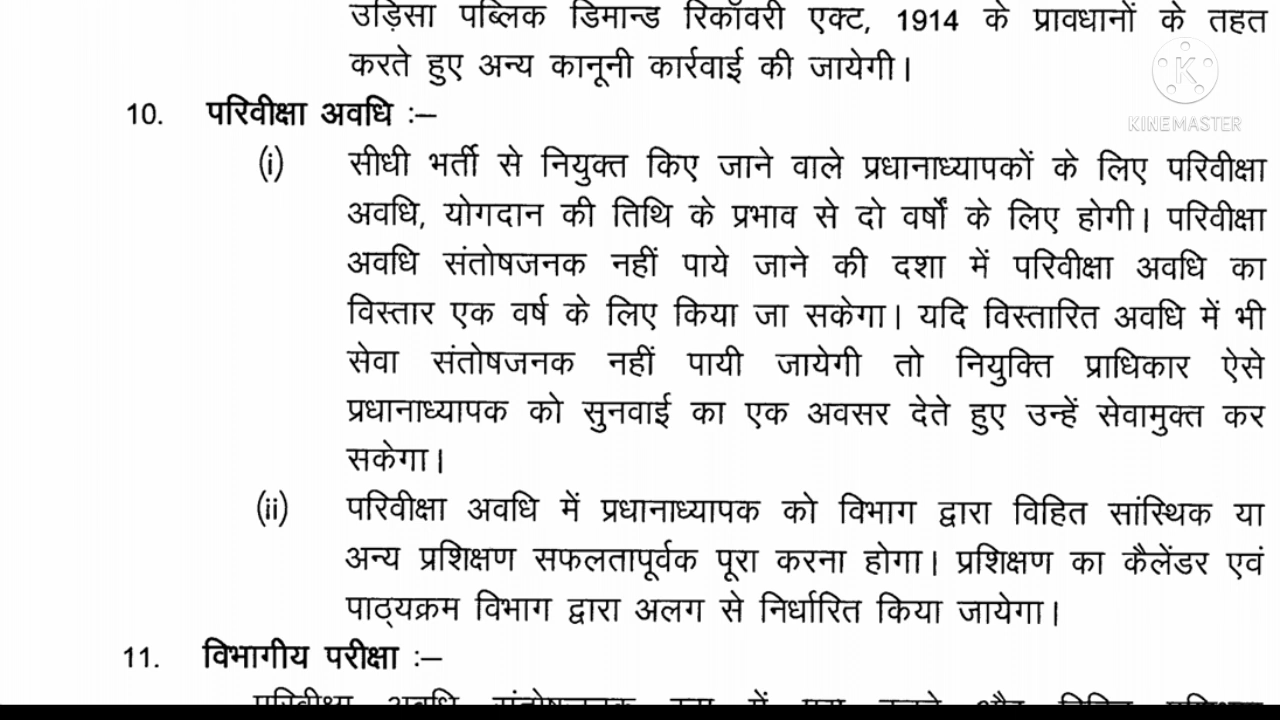 उड़िसा पब्लिक डिमान्ड रिकॉवरी एक्ट, 1914 के प्रावधानों के तहत
करते हुए अन्य कानूनी कार्रवाई की जायेगी।
KINEMASTER
10. परिवीक्षा अवधि :–
(i) सीधी भर्ती से नियुक्त किए जाने वाले प्रधानाध्यापकों के लिए परिवीक्षा
अवधि, योगदान की तिथि के प्रभाव से दो वर्षों के लिए होगी। परिवीक्षा
अवधि संतोषजनक नहीं पाये जाने की दशा में परिवीक्षा अवधि का
विस्तार एक वर्ष के लिए किया जा सकेगा। यदि विस्तारित अवधि में भी
सेवा संतोषजनक नहीं पायी जायेगी तो नियुक्ति प्राधिकार ऐसे
प्रधानाध्यापक को सुनवाई का एक अवसर देते हुए उन्हें सेवामुक्त कर
सकेगा।
(ii) परिवीक्षा अवधि में प्रधानाध्यापक को विभाग द्वारा विहित सांस्थिक या
अन्य प्रशिक्षण सफलतापूर्वक पूरा करना होगा। प्रशिक्षण का कैलेंडर एवं
पाठ्यक्रम विभाग द्वारा अलग से निर्धारित किया जायेगा।
11. विभागीय परीक्षा :–
परिवीक्षा अवधि संतोषजनक